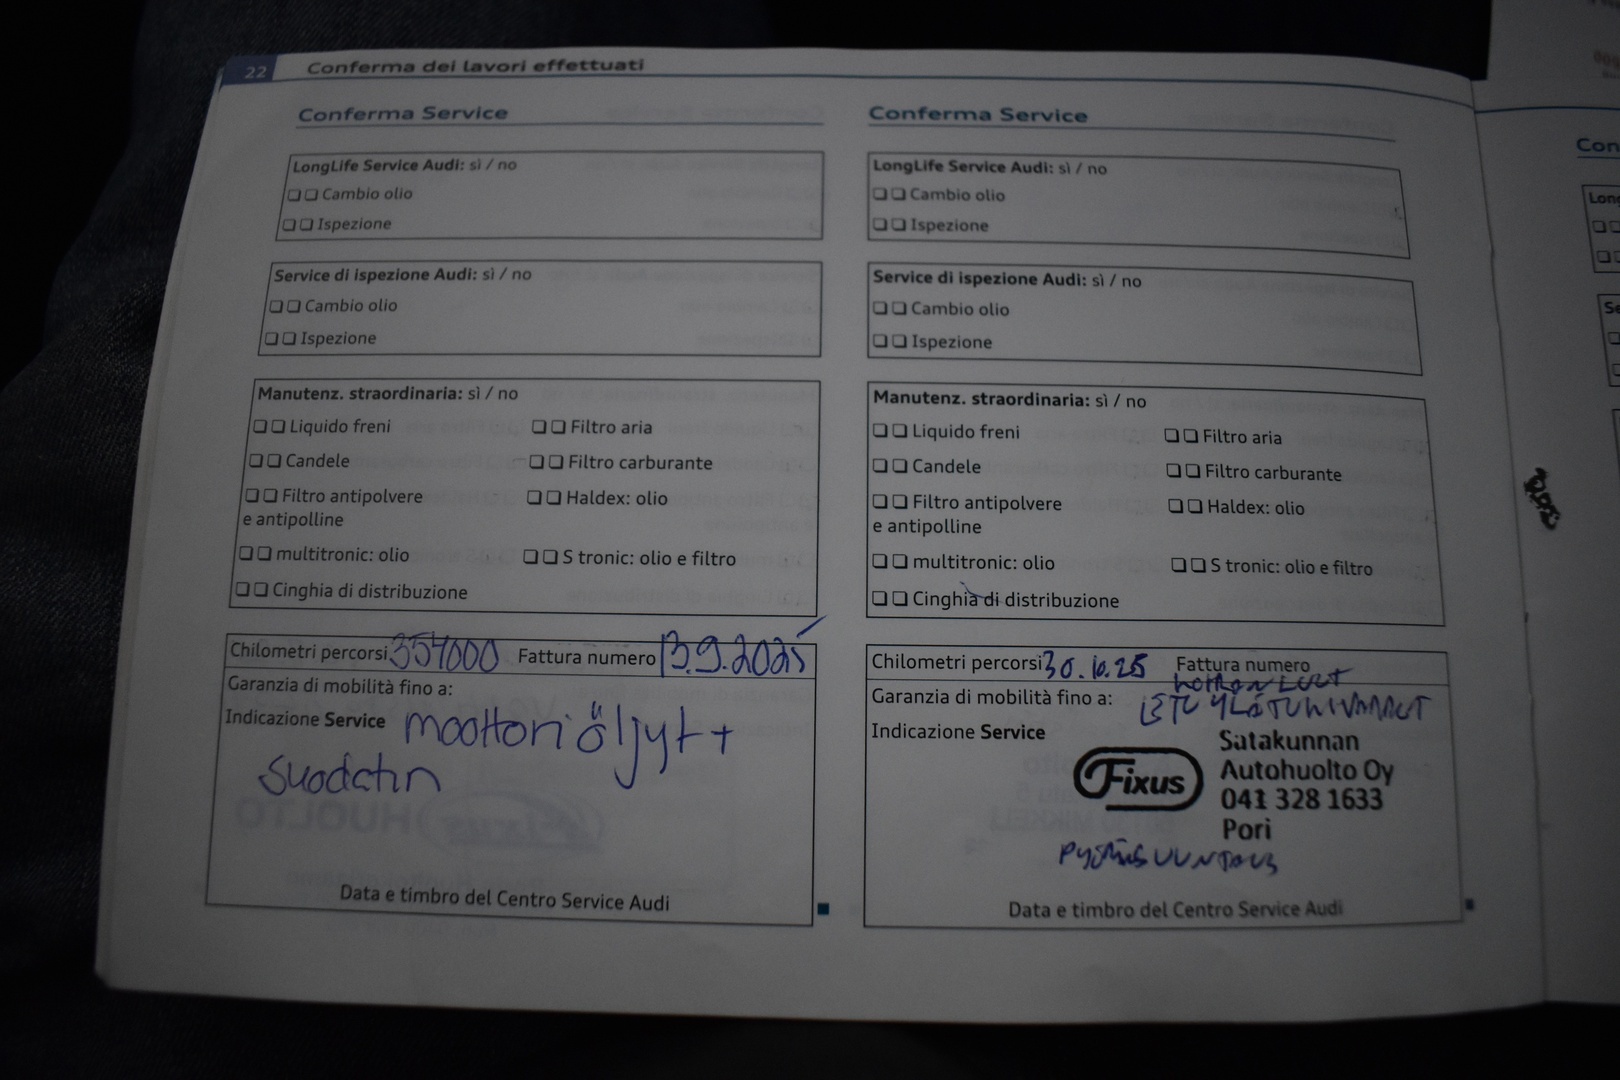 22 Conferma dei lavori effettuati
Conferma Service
LongLife Service Audi: sì / no
Cambio olio
Ispezione
Service di ispezione Audi: sì / no
Cambio olio
Ispezione
Manutenz. straordinaria: sì / no
Liquido freni Filtro aria
Candele Filtro carburante
Filtro antipolvere Haldex: olio
e antipolline
multitronic: olio S tronic: olio e filtro
Cinghia di distribuzione
Chilometri percorsi 354000 Fattura numero 13.9.2025
Garanzia di mobilità fino a:
Indicazione Service moottori öljyt +
suodatin
Data e timbro del Centro Service Audi
Conferma Service
LongLife Service Audi: sì / no
Cambio olio
Ispezione
Service di ispezione Audi: sì / no
Cambio olio
Ispezione
Manutenz. straordinaria: sì / no
Liquido freni Filtro aria
Candele Filtro carburante
Filtro antipolvere Haldex: olio
e antipolline
multitronic: olio S tronic: olio e filtro
Cinghia di distribuzione
Chilometri percorsi 30.10.25 Fattura numero
Garanzia di mobilità fino a: ETU YLÄTUKIVARRET
Indicazione Service
Fixus
Satakunnan
Autohuolto Oy
041 328 1633
Pori
Data e timbro del Centro Service Audi
Con
Long